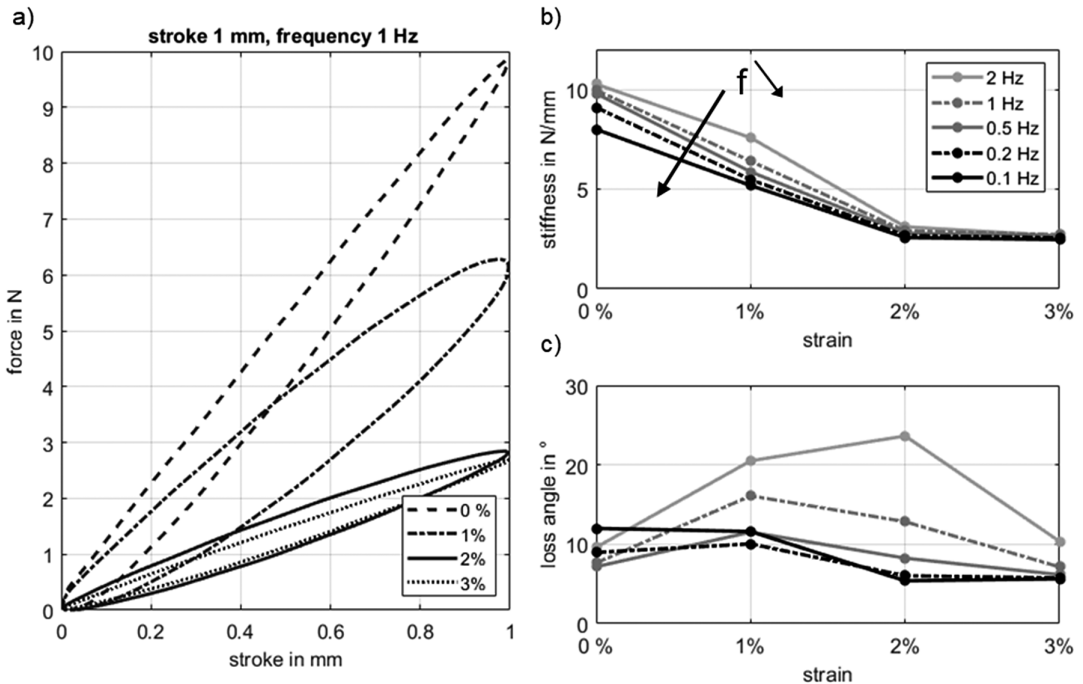 a)
stroke 1 mm, frequency 1 Hz
force in N
10
9
8
7
6
5
4
3
2
1
0
0
0.2
0.4
0.6
0.8
1
stroke in mm
0 %
1%
2%
3%
b)
stiffness in N/mm
10
5
0
0 %
1%
2%
3%
strain
f
2 Hz
1 Hz
0.5 Hz
0.2 Hz
0.1 Hz
c)
loss angle in °
30
20
10
0
0 %
1%
2%
3%
strain